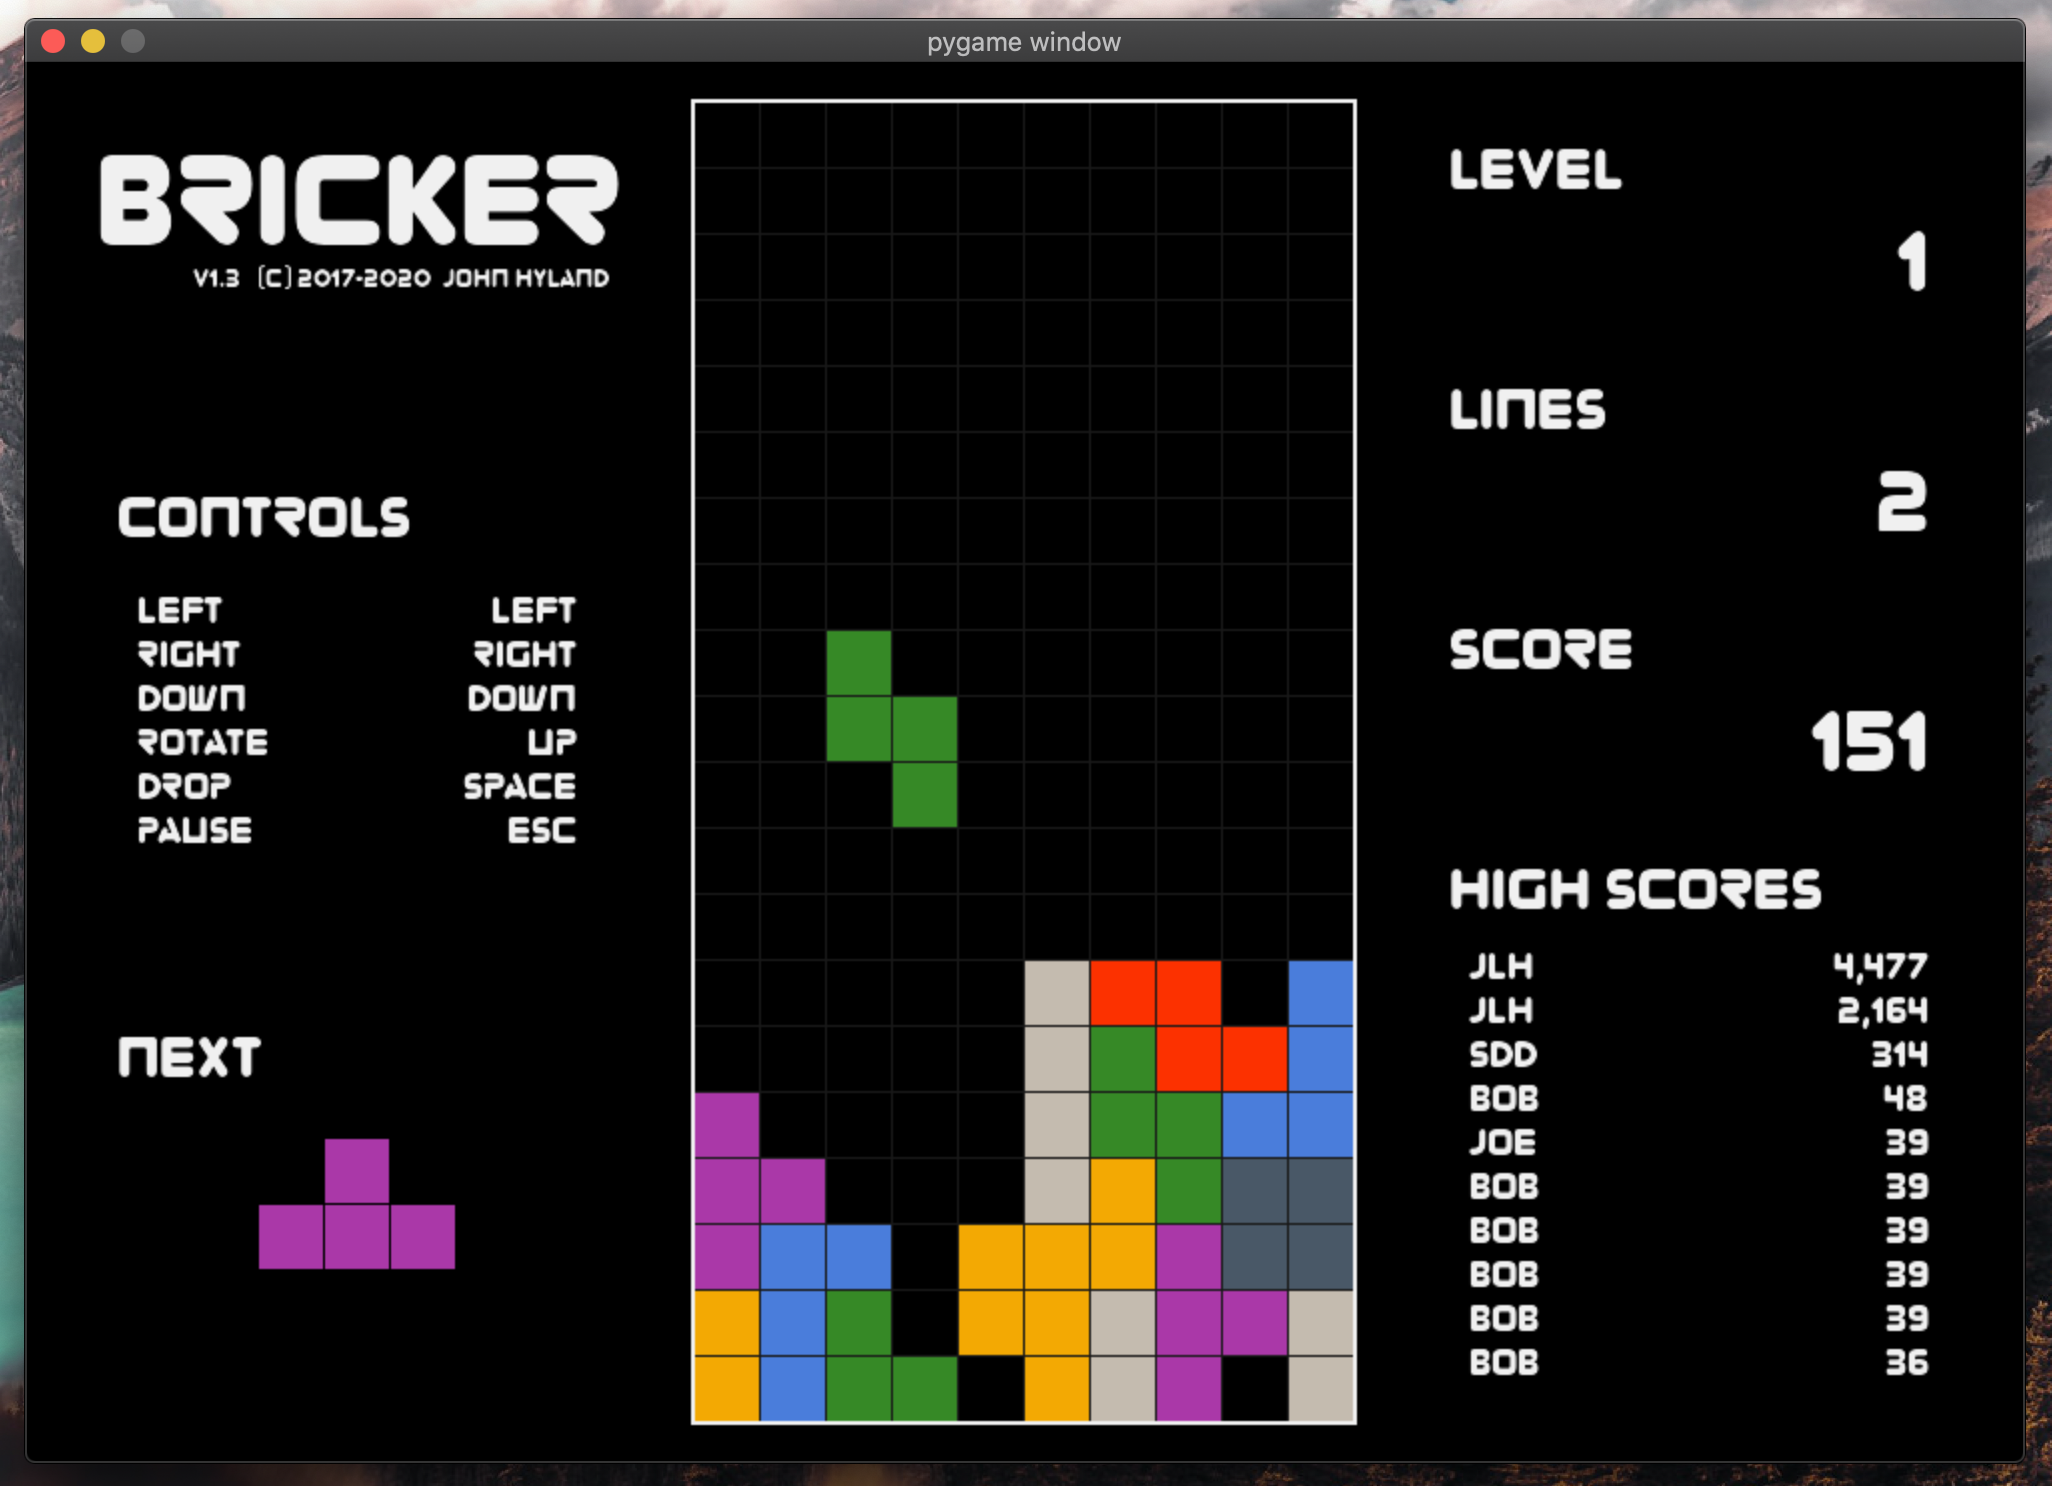 pygame window
BRICKER
V1.3 (C) 2017-2020 JOHN HYLAND
CONTROLS
LEFT LEFT
RIGHT RIGHT
DOWN DOWN
ROTATE UP
DROP SPACE
PAUSE ESC
NEXT
LEVEL
1
LINES
2
SCORE
151
HIGH SCORES
JLH 4,477
JLH 2,164
SDD 314
BOB 48
JOE 39
BOB 39
BOB 39
BOB 39
BOB 39
BOB 36